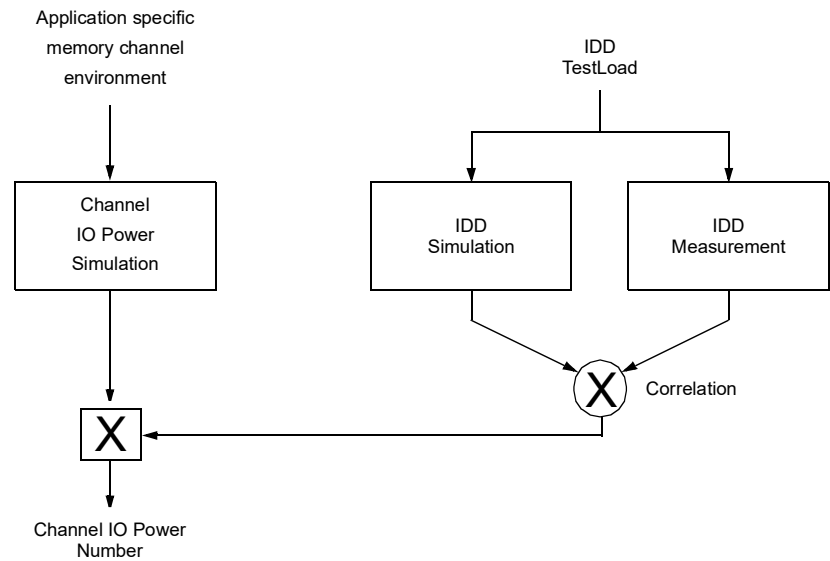 Application specific
memory channel
environment
IDD
TestLoad
Channel
IO Power
Simulation
IDD
Simulation
IDD
Measurement
X
Correlation
X
Channel IO Power
Number